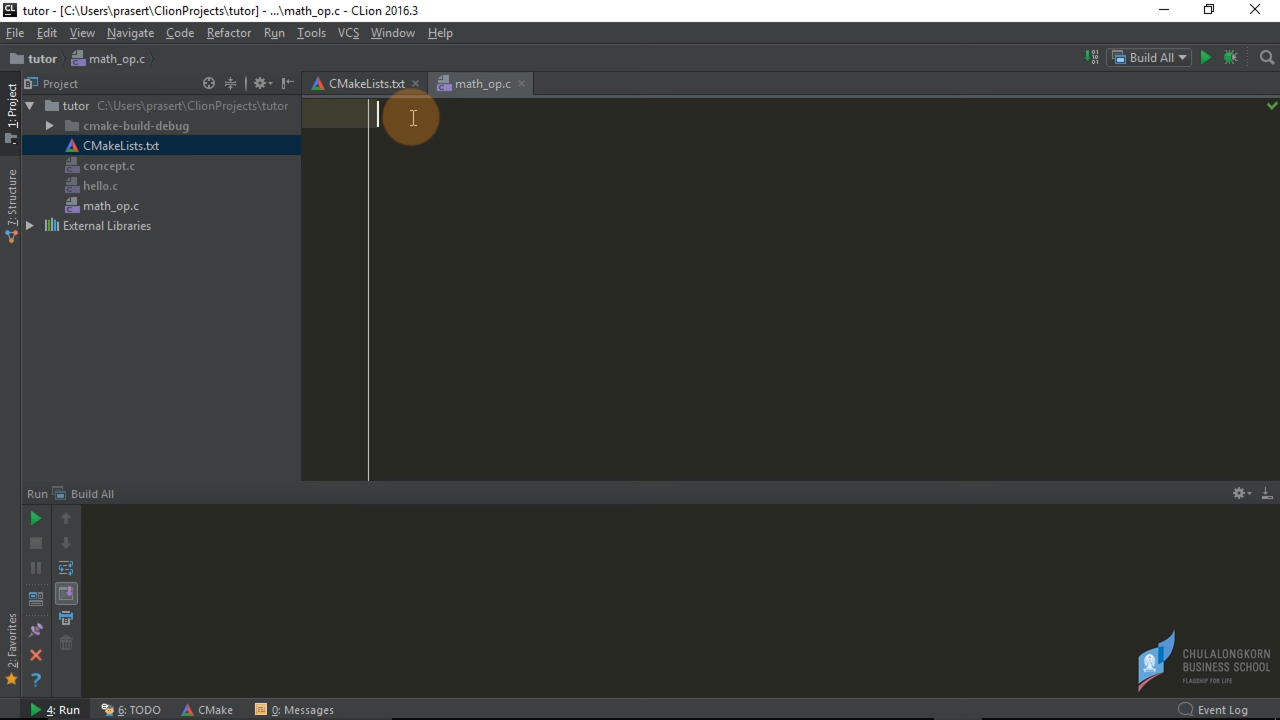 tutor - [C:\Users\prasert\ClionProjects\tutor] - ...\math_op.c - CLion 2016.3
File Edit View Navigate Code Refactor Run Tools VCS Window Help
tutor math_op.c Build All
1: Project
Project
CMakeLists.txt math_op.c
tutor C:\Users\prasert\ClionProjects\tutor
cmake-build-debug
CMakeLists.txt
concept.c
hello.c
math_op.c
External Libraries
7: Structure
Run Build All
2: Favorites
CHULALONGKORN
BUSINESS SCHOOL
FLAGSHIP FOR LIFE
4: Run 6: TODO CMake 0: Messages Event Log